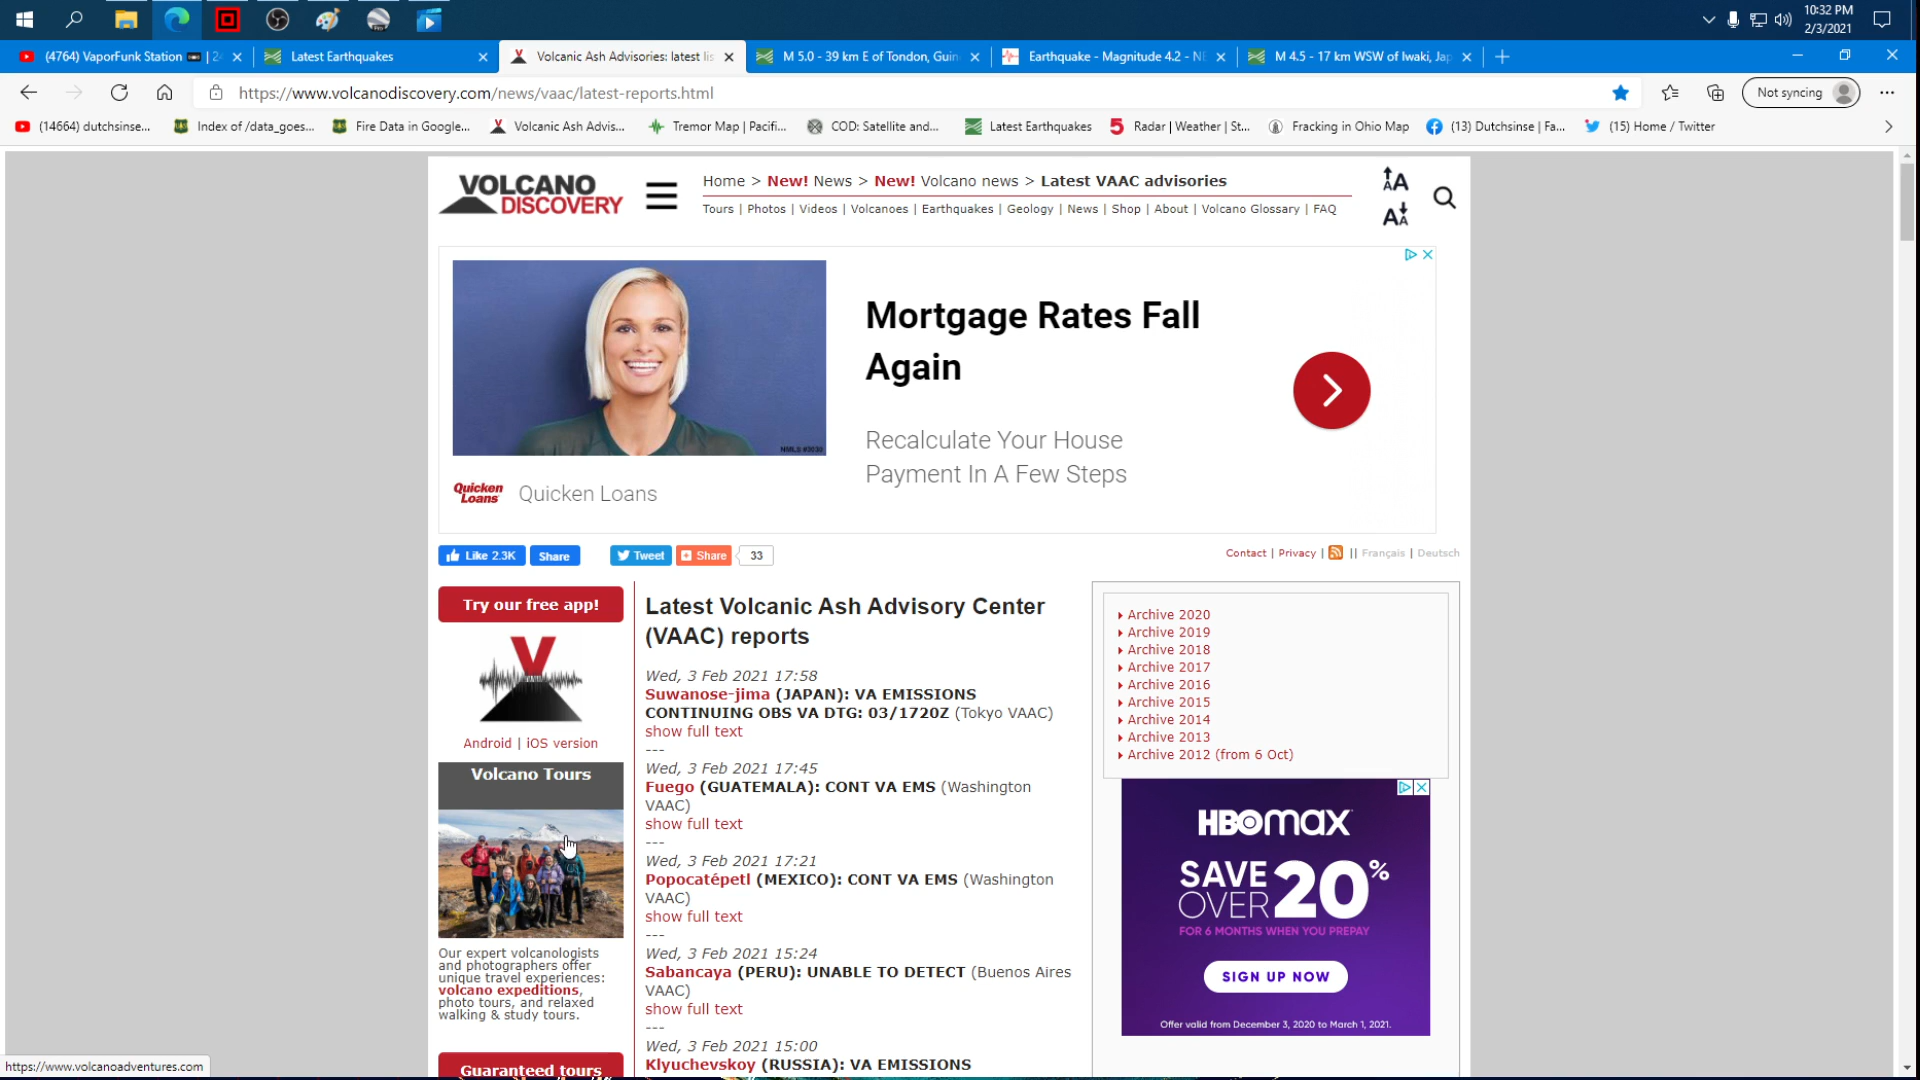 10:32 PM
2/3/2021
(4764) VaporFunk Station
Latest Earthquakes
Volcanic Ash Advisories: latest lis
M 5.0 - 39 km E of Tondon, Guin
Earthquake - Magnitude 4.2 - NE
M 4.5 - 17 km WSW of Iwaki, Jap
https://www.volcanodiscovery.com/news/vaac/latest-reports.html
Not syncing
(14664) dutchsinse...
Index of /data_goes...
Fire Data in Google...
Volcanic Ash Advis...
Tremor Map | Pacifi...
COD: Satellite and...
Latest Earthquakes
Radar | Weather | St...
Fracking in Ohio Map
(13) Dutchsinse | Fa...
(15) Home / Twitter
VOLCANO
DISCOVERY
Home > New! News > New! Volcano news > Latest VAAC advisories
Tours | Photos | Videos | Volcanoes | Earthquakes | Geology | News | Shop | About | Volcano Glossary | FAQ
Mortgage Rates Fall
Again
Recalculate Your House
Payment In A Few Steps
NMLS #3030
Quicken
Loans
Quicken Loans
Like 2.3K
Share
Tweet
Share
33
Contact | Privacy | || Français | Deutsch
Try our free app!
Android | iOS version
Volcano Tours
Our expert volcanologists
and photographers offer
unique travel experiences:
volcano expeditions,
photo tours, and relaxed
walking & study tours.
Guaranteed tours
Latest Volcanic Ash Advisory Center
(VAAC) reports
Wed, 3 Feb 2021 17:58
Suwanose-jima (JAPAN): VA EMISSIONS
CONTINUING OBS VA DTG: 03/1720Z (Tokyo VAAC)
show full text
---
Wed, 3 Feb 2021 17:45
Fuego (GUATEMALA): CONT VA EMS (Washington
VAAC)
show full text
---
Wed, 3 Feb 2021 17:21
Popocatépetl (MEXICO): CONT VA EMS (Washington
VAAC)
show full text
---
Wed, 3 Feb 2021 15:24
Sabancaya (PERU): UNABLE TO DETECT (Buenos Aires
VAAC)
show full text
---
Wed, 3 Feb 2021 15:00
Klyuchevskoy (RUSSIA): VA EMISSIONS
Archive 2020
Archive 2019
Archive 2018
Archive 2017
Archive 2016
Archive 2015
Archive 2014
Archive 2013
Archive 2012 (from 6 Oct)
HBOMAX
SAVE
OVER 20%
FOR 6 MONTHS WHEN YOU PREPAY
SIGN UP NOW
Offer valid from December 3, 2020 to March 1, 2021.
https://www.volcanoadventures.com